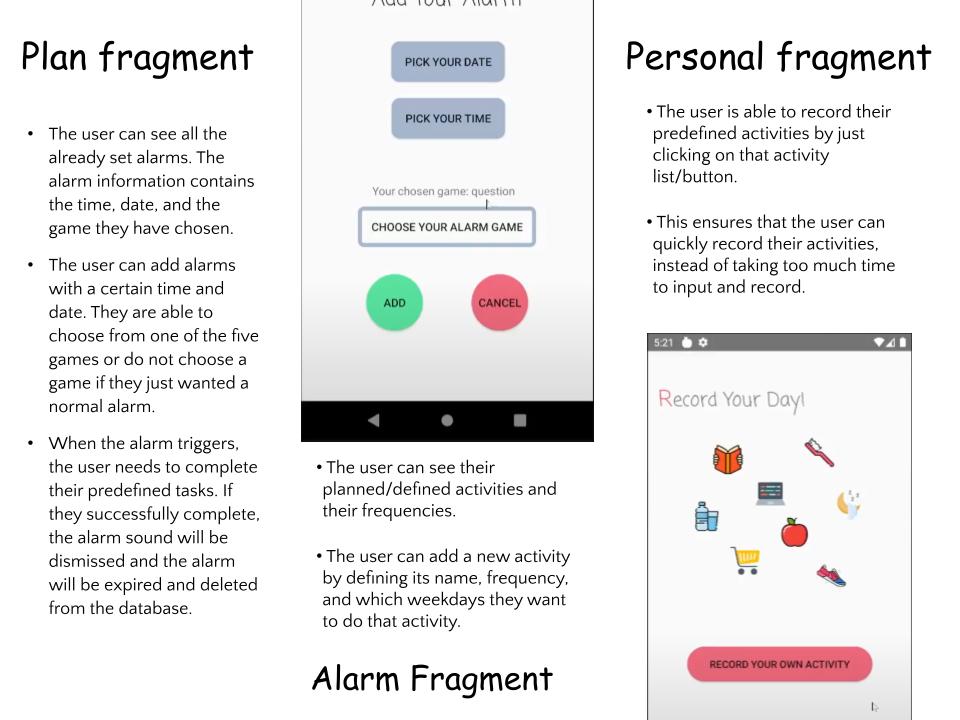 Plan fragment
• The user can see all the
already set alarms. The
alarm information contains
the time, date, and the
game they have chosen.
• The user can add alarms
with a certain time and
date. They are able to
choose from one of the five
games or do not choose a
game if they just wanted a
normal alarm.
• When the alarm triggers,
the user needs to complete
their predefined tasks. If
they successfully complete,
the alarm sound will be
dismissed and the alarm
will be expired and deleted
from the database.
Add Your Alarm
PICK YOUR DATE
PICK YOUR TIME
Your chosen game: question
CHOOSE YOUR ALARM GAME
ADD
CANCEL
• The user can see their
planned/defined activities and
their frequencies.
• The user can add a new activity
by defining its name, frequency,
and which weekdays they want
to do that activity.
Alarm Fragment
Personal fragment
• The user is able to record their
predefined activities by just
clicking on that activity
list/button.
• This ensures that the user can
quickly record their activities,
instead of taking too much time
to input and record.
5:21
Record Your Day!
RECORD YOUR OWN ACTIVITY